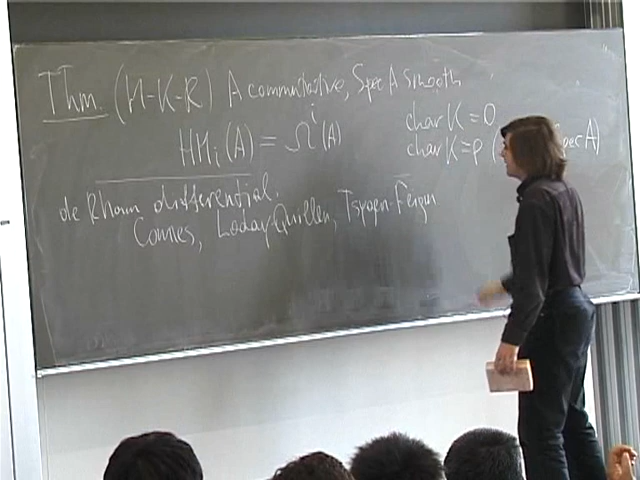 Thm. (H-K-R) A commutative, Spec A smooth
char K = 0
HH_i(A) = Ω^i(A)
char K = p ( Spec A)
de Rham differential.
Connes, Loday-Quillen, Tsygan-Feigin